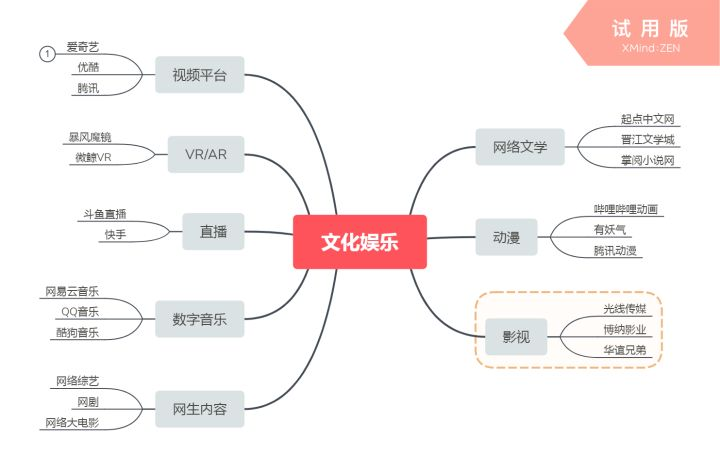 试用版
XMind:ZEN
文化娱乐
网络文学
起点中文网
晋江文学城
掌阅小说网
动漫
哔哩哔哩动画
有妖气
腾讯动漫
影视
光线传媒
博纳影业
华谊兄弟
视频平台
1
爱奇艺
优酷
腾讯
VR/AR
暴风魔镜
微鲸VR
直播
斗鱼直播
快手
数字音乐
网易云音乐
QQ音乐
酷狗音乐
网生内容
网络综艺
网剧
网络大电影